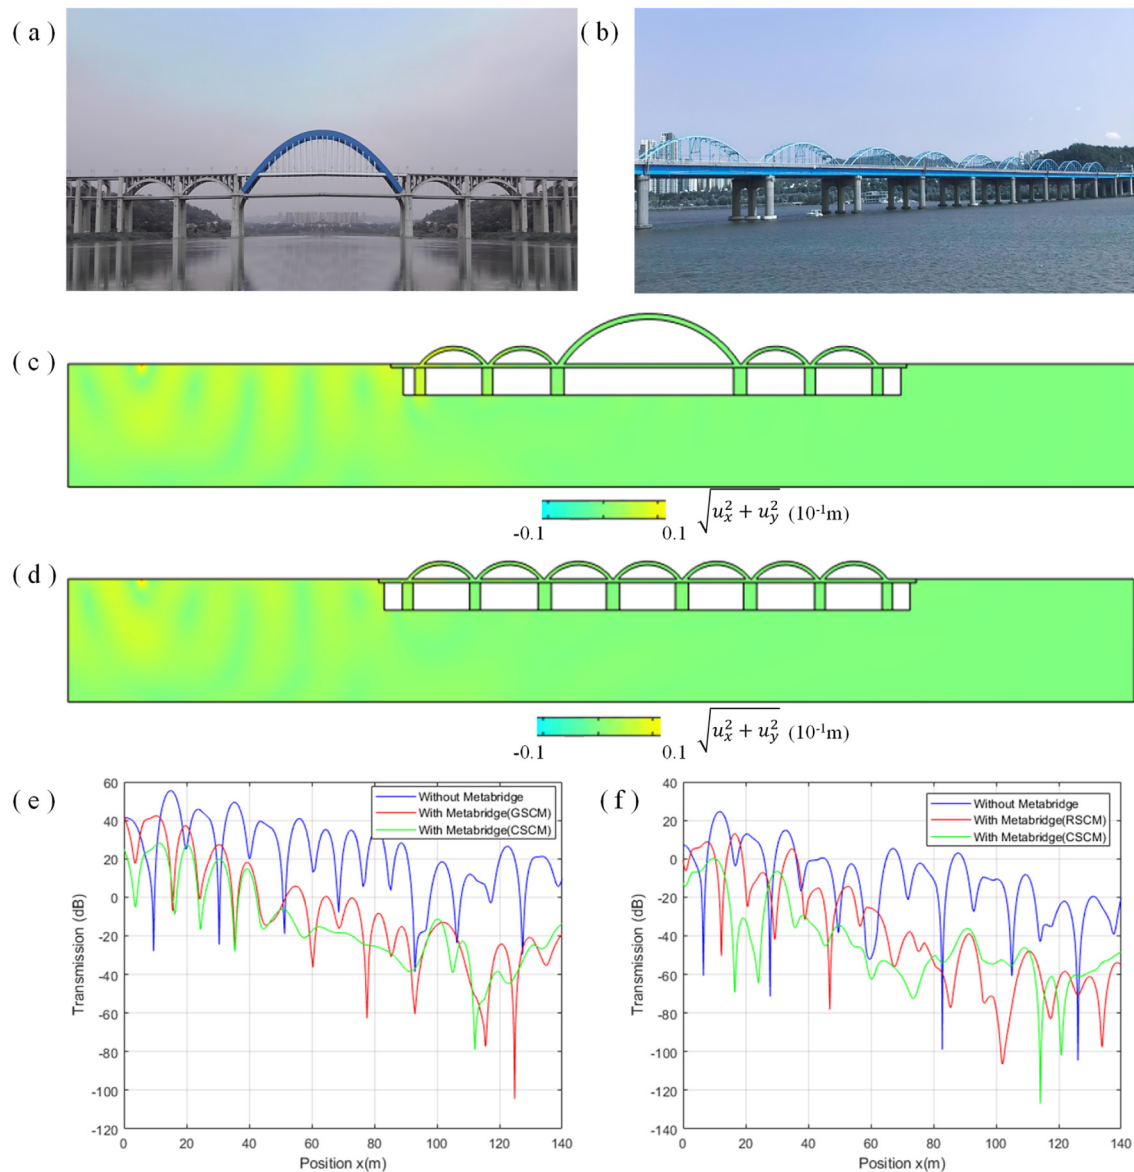 ( a )
( b )
( c )
-0.1 0.1 √u_x^2 + u_y^2 (10^-1m)
( d )
-0.1 0.1 √u_x^2 + u_y^2 (10^-1m)
( e )
60
40
20
0
-20
-40
-60
-80
-100
-120
Transmission (dB)
0 20 40 60 80 100 120 140
Position x(m)
Without Metabridge
With Metabridge(GSCM)
With Metabridge(CSCM)
( f )
40
20
0
-20
-40
-60
-80
-100
-120
-140
Transmission (dB)
0 20 40 60 80 100 120 140
Position x(m)
Without Metabridge
With Metabridge(RSCM)
With Metabridge(CSCM)